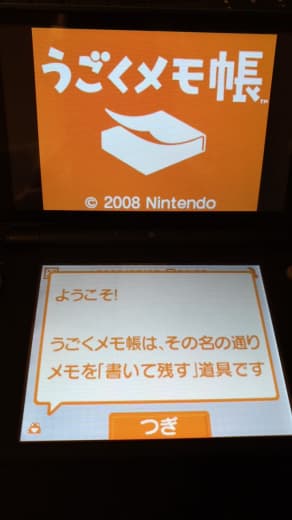 うごくメモ帳™
© 2008 Nintendo
ようこそ!
うごくメモ帳は、その名の通り
メモを「書いて残す」道具です
つぎ